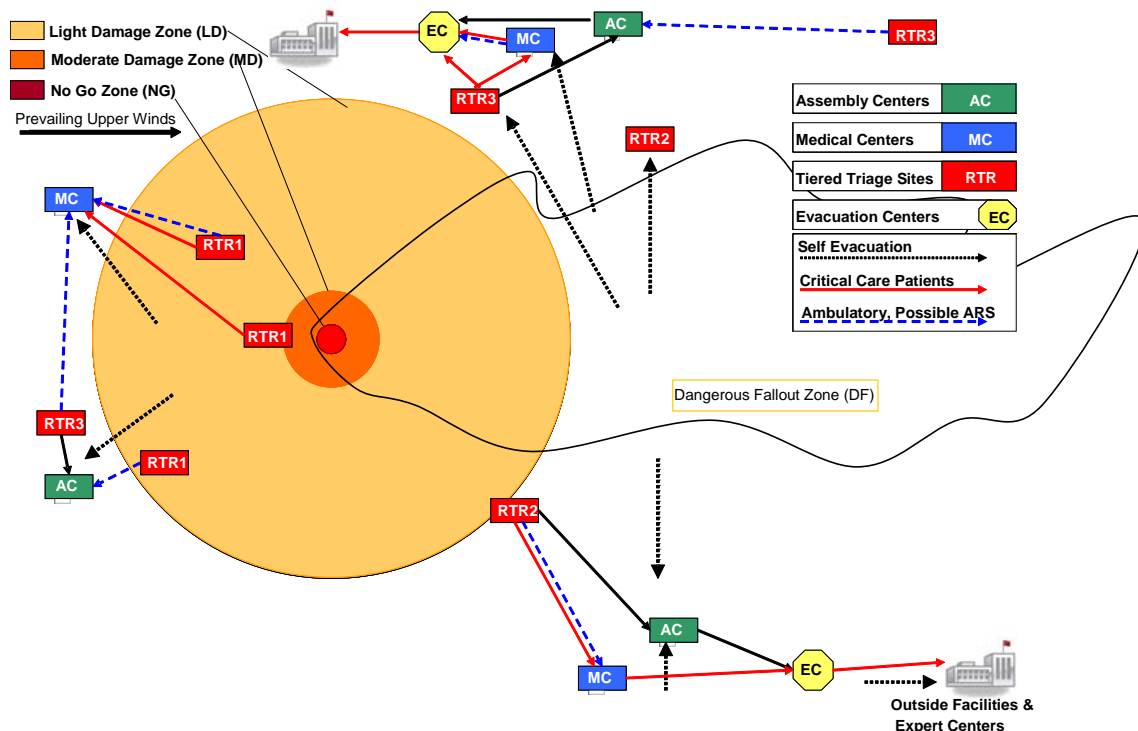 Light Damage Zone (LD)
Moderate Damage Zone (MD)
No Go Zone (NG)
Prevailing Upper Winds
EC
AC
MC
RTR3
RTR3
RTR2
Assembly Centers AC
Medical Centers MC
Tiered Triage Sites RTR
Evacuation Centers EC
Self Evacuation
Critical Care Patients
Ambulatory, Possible ARS
MC
RTR1
RTR1
RTR3
RTR1
AC
Dangerous Fallout Zone (DF)
RTR2
AC
MC
EC
Outside Facilities &
Expert Centers